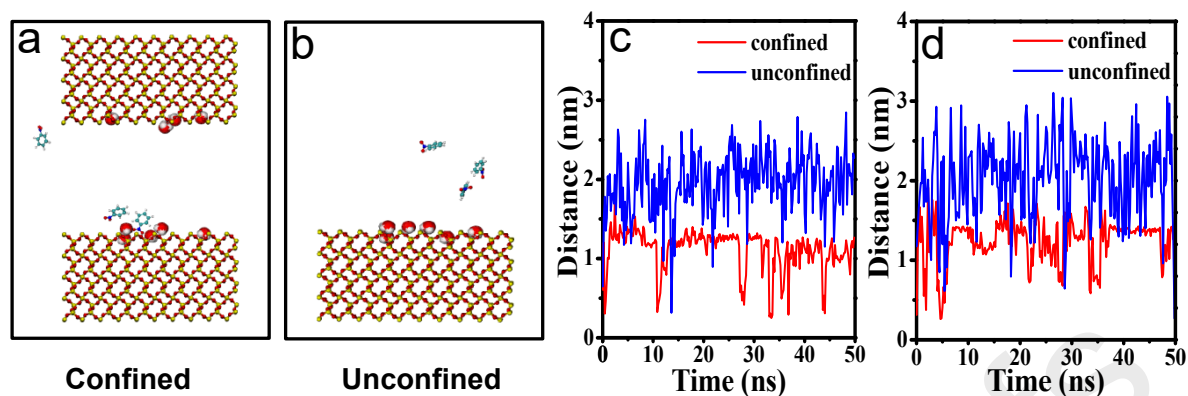 a
b
c
d
Confined
Unconfined
confined
unconfined
Distance (nm)
4
3
2
1
0
0 10 20 30 40 50
Time (ns)
confined
unconfined
Distance (nm)
4
3
2
1
0
0 10 20 30 40 50
Time (ns)